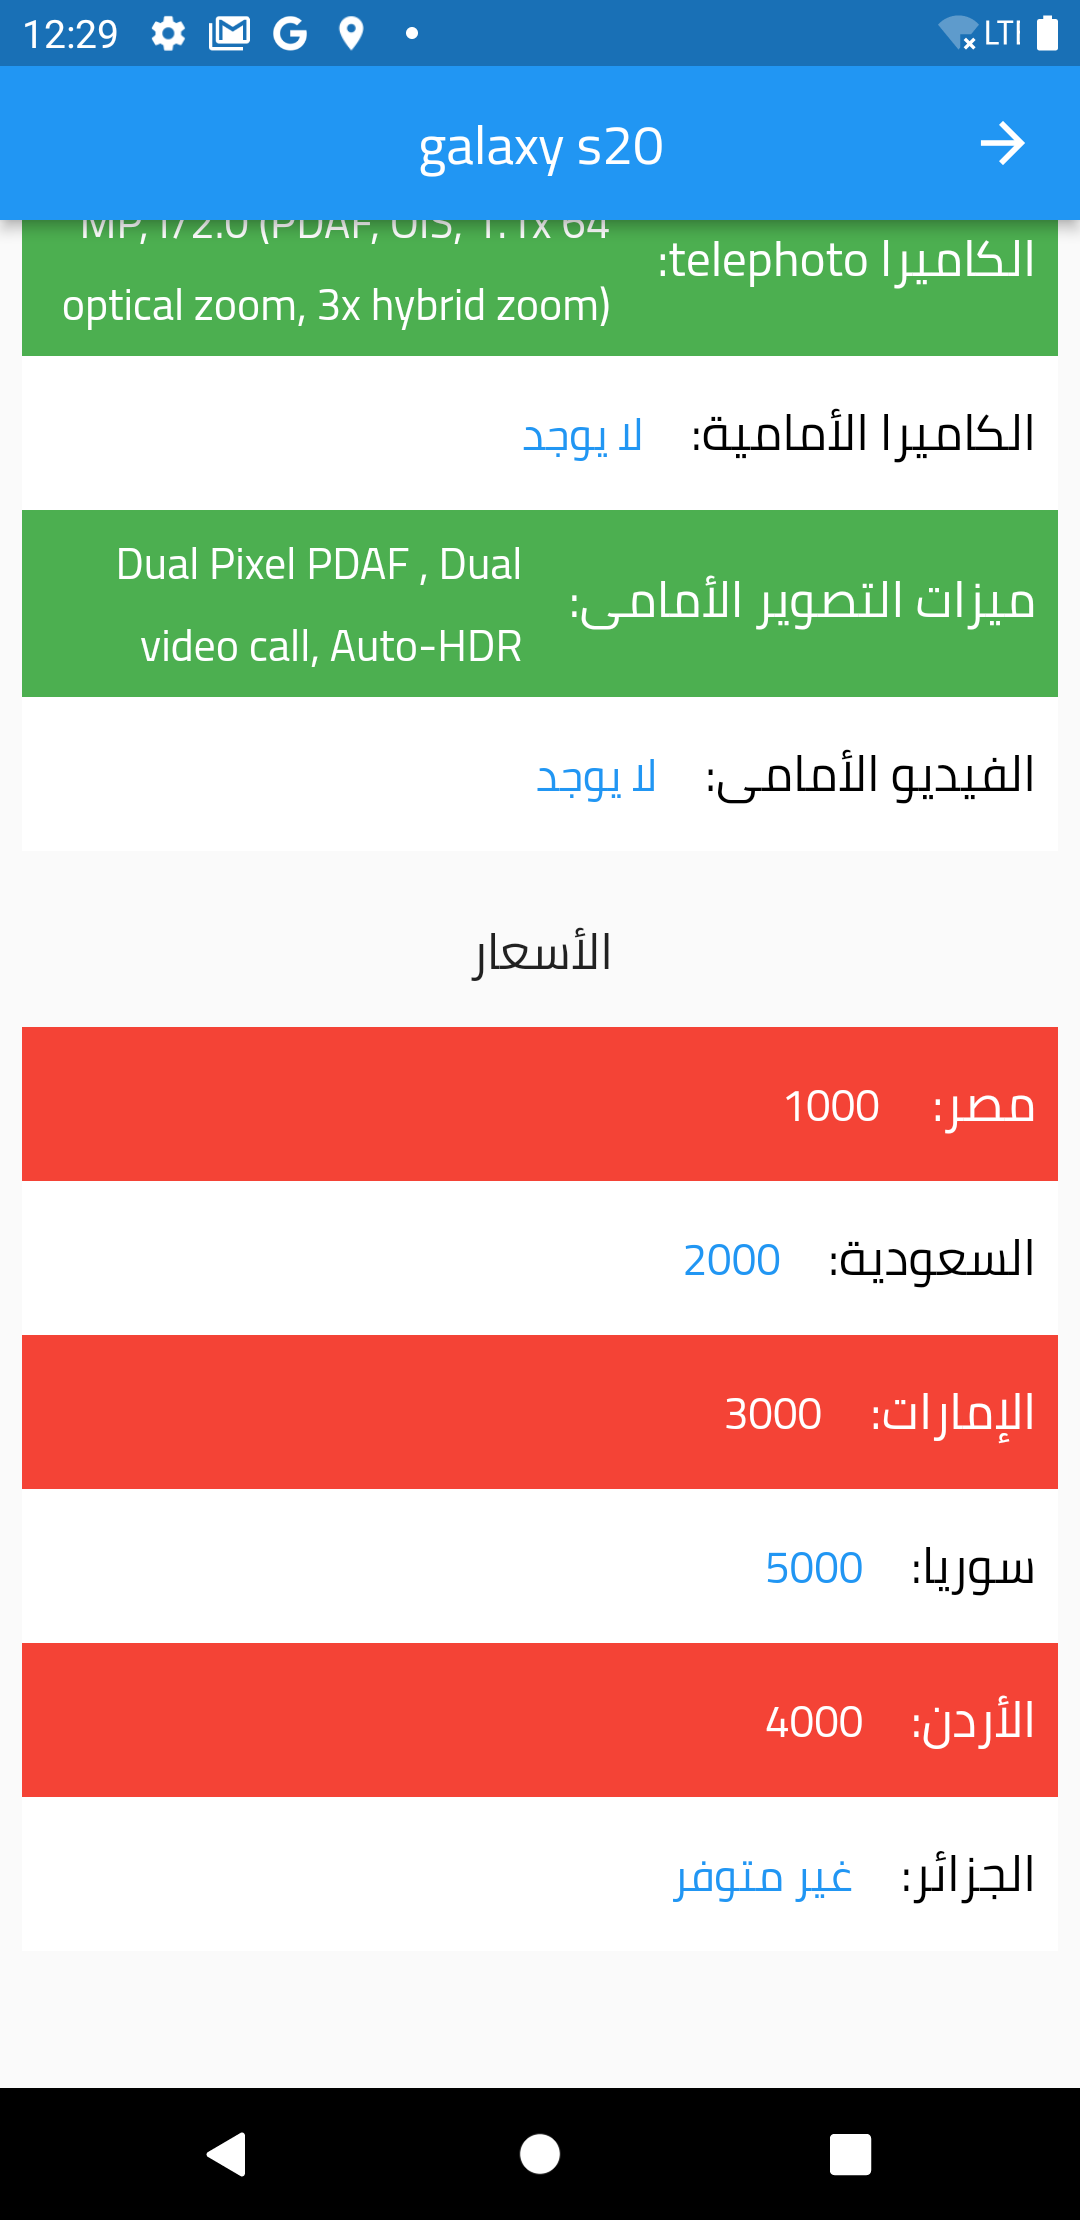 12:29
LTI
galaxy s20
الكاميرا telephoto:
MP, f/2.0 (PDAF, OIS, 1.1x 64
optical zoom, 3x hybrid zoom)
الكاميرا الأمامية: لا يوجد
ميزات التصوير الأمامى:
Dual Pixel PDAF , Dual
video call, Auto-HDR
الفيديو الأمامى: لا يوجد
الأسعار
مصر: 1000
السعودية: 2000
الإمارات: 3000
سوريا: 5000
الأردن: 4000
الجزائر: غير متوفر